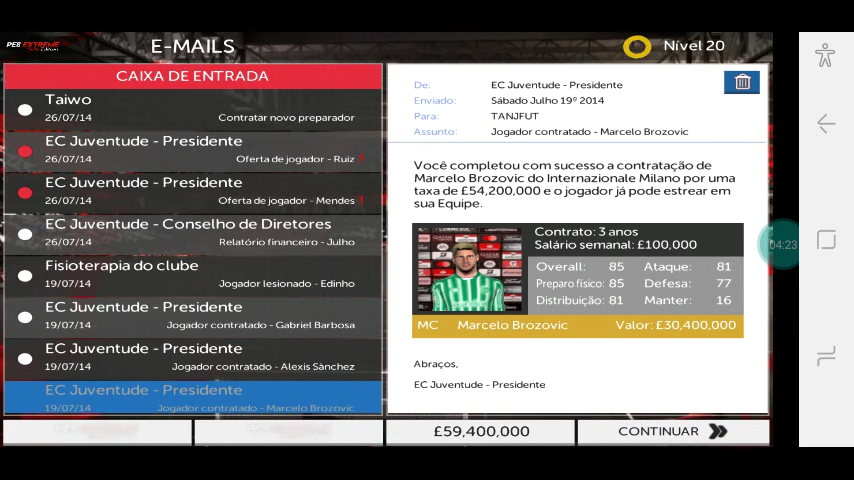 PES EXTREME
E-MAILS
Nível 20
CAIXA DE ENTRADA
Taiwo
26/07/14 Contratar novo preparador
EC Juventude - Presidente
26/07/14 Oferta de jogador - Ruiz !
EC Juventude - Presidente
26/07/14 Oferta de jogador - Mendes !
EC Juventude - Conselho de Diretores
26/07/14 Relatório financeiro - Julho
Fisioterapia do clube
19/07/14 Jogador lesionado - Edinho
EC Juventude - Presidente
19/07/14 Jogador contratado - Gabriel Barbosa
EC Juventude - Presidente
19/07/14 Jogador contratado - Alexis Sànchez
EC Juventude - Presidente
19/07/14 Jogador contratado - Marcelo Brozovic
De: EC Juventude - Presidente
Enviado: Sábado Julho 19º 2014
Para: TANJFUT
Assunto: Jogador contratado - Marcelo Brozovic
Você completou com sucesso a contratação de
Marcelo Brozovic do Internazionale Milano por uma
taxa de £54,200,000 e o jogador já pode estrear em
sua Equipe.
Contrato: 3 anos
Salário semanal: £100,000
Overall: 85 Ataque: 81
Preparo físico: 85 Defesa: 77
Distribuição: 81 Manter: 16
MC Marcelo Brozovic Valor: £30,400,000
Abraços,
EC Juventude - Presidente
£59,400,000
CONTINUAR
04:23